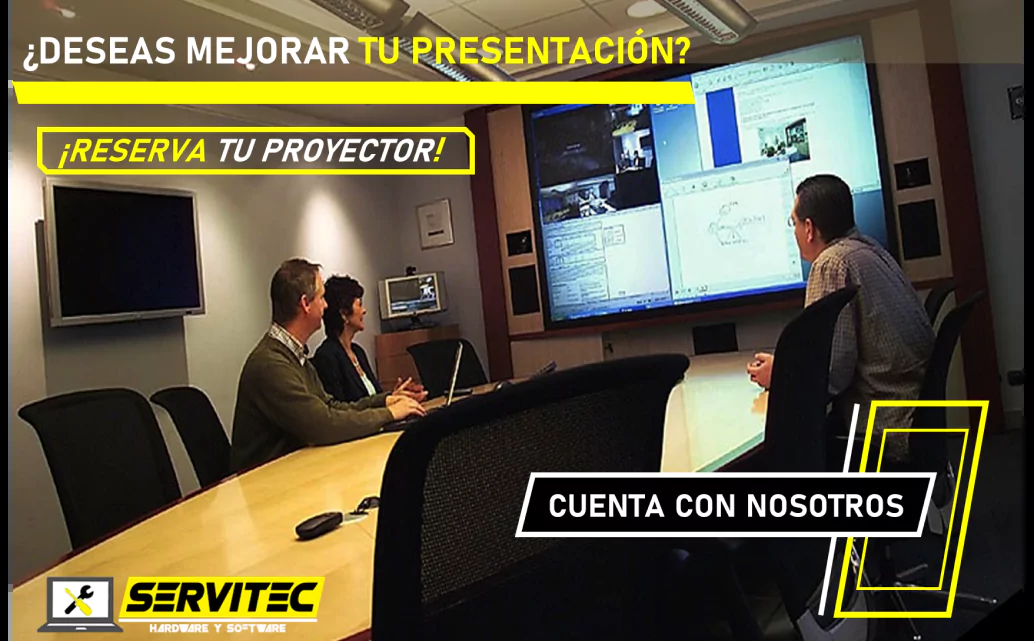 ¿DESEAS MEJORAR TU PRESENTACIÓN?
¡RESERVA TU PROYECTOR!
CUENTA CON NOSOTROS
SERVITEC
HARDWARE Y SOFTWARE